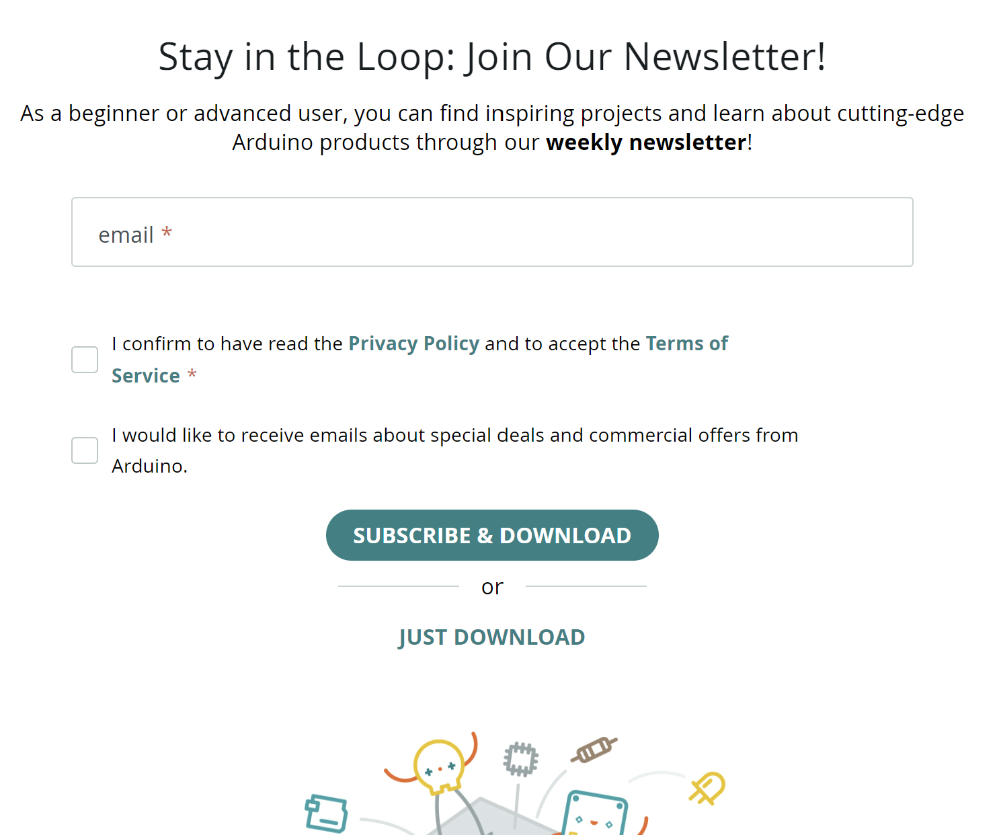 Stay in the Loop: Join Our Newsletter!
As a beginner or advanced user, you can find inspiring projects and learn about cutting-edge
Arduino products through our weekly newsletter!
email *
I confirm to have read the Privacy Policy and to accept the Terms of
Service *
I would like to receive emails about special deals and commercial offers from
Arduino.
SUBSCRIBE & DOWNLOAD
or
JUST DOWNLOAD